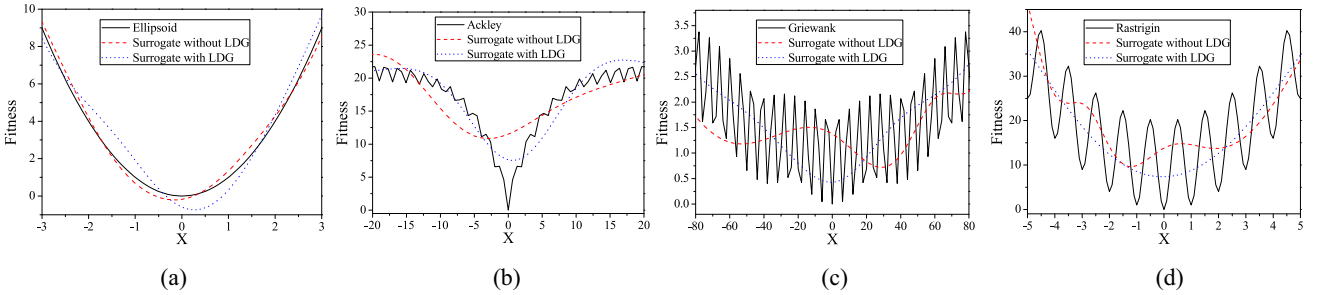 Ellipsoid
Surrogate without LDG
Surrogate with LDG
Fitness
10
8
6
4
2
0
-3 -2 -1 0 1 2 3
X
(a)
Ackley
Surrogate without LDG
Surrogate with LDG
Fitness
30
25
20
15
10
5
0
-20 -15 -10 -5 0 5 10 15 20
X
(b)
Griewank
Surrogate without LDG
Surrogate with LDG
Fitness
3.5
3.0
2.5
2.0
1.5
1.0
0.5
0.0
-80 -60 -40 -20 0 20 40 60 80
X
(c)
Rastrigin
Surrogate without LDG
Surrogate with LDG
Fitness
40
30
20
10
0
-5 -4 -3 -2 -1 0 1 2 3 4 5
X
(d)